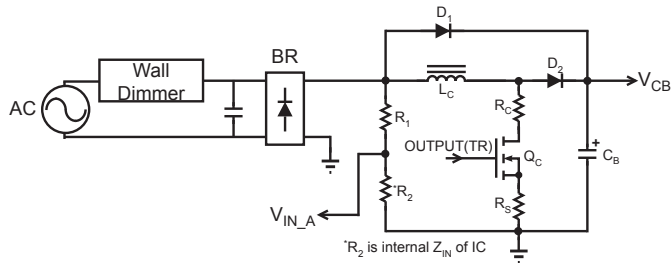 D1
BR
Wall
Dimmer
D2
AC
VCB
LC
RC
R1
OUTPUT(TR)
QC
CB
+
*R2
RS
VIN_A
*R2 is internal ZIN of IC